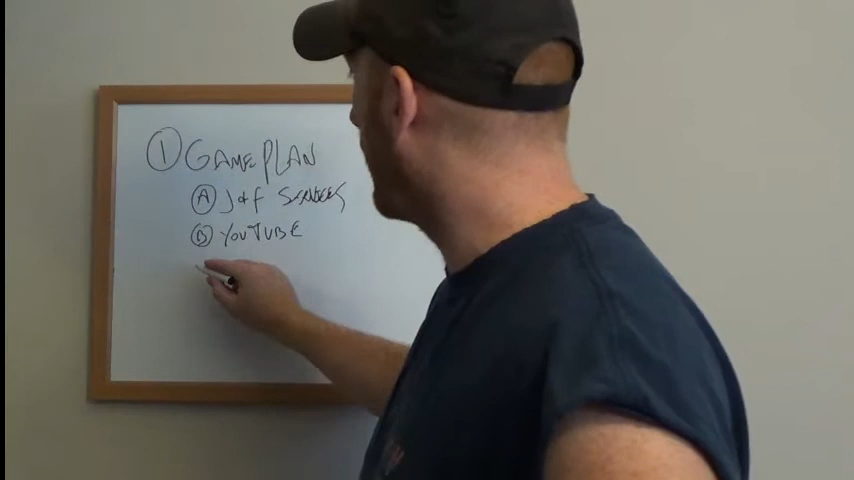 ① GAME PLAN
Ⓐ J & F SERVICES
Ⓑ YOUTUBE